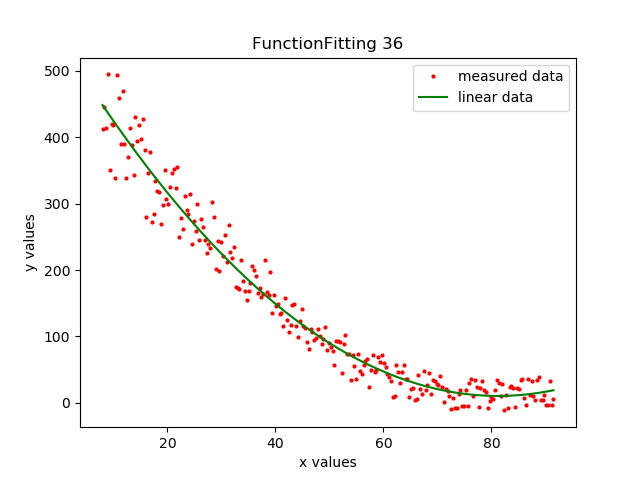 FunctionFitting 36
measured data
linear data
500
400
300
200
100
0
y values
20
40
60
80
x values